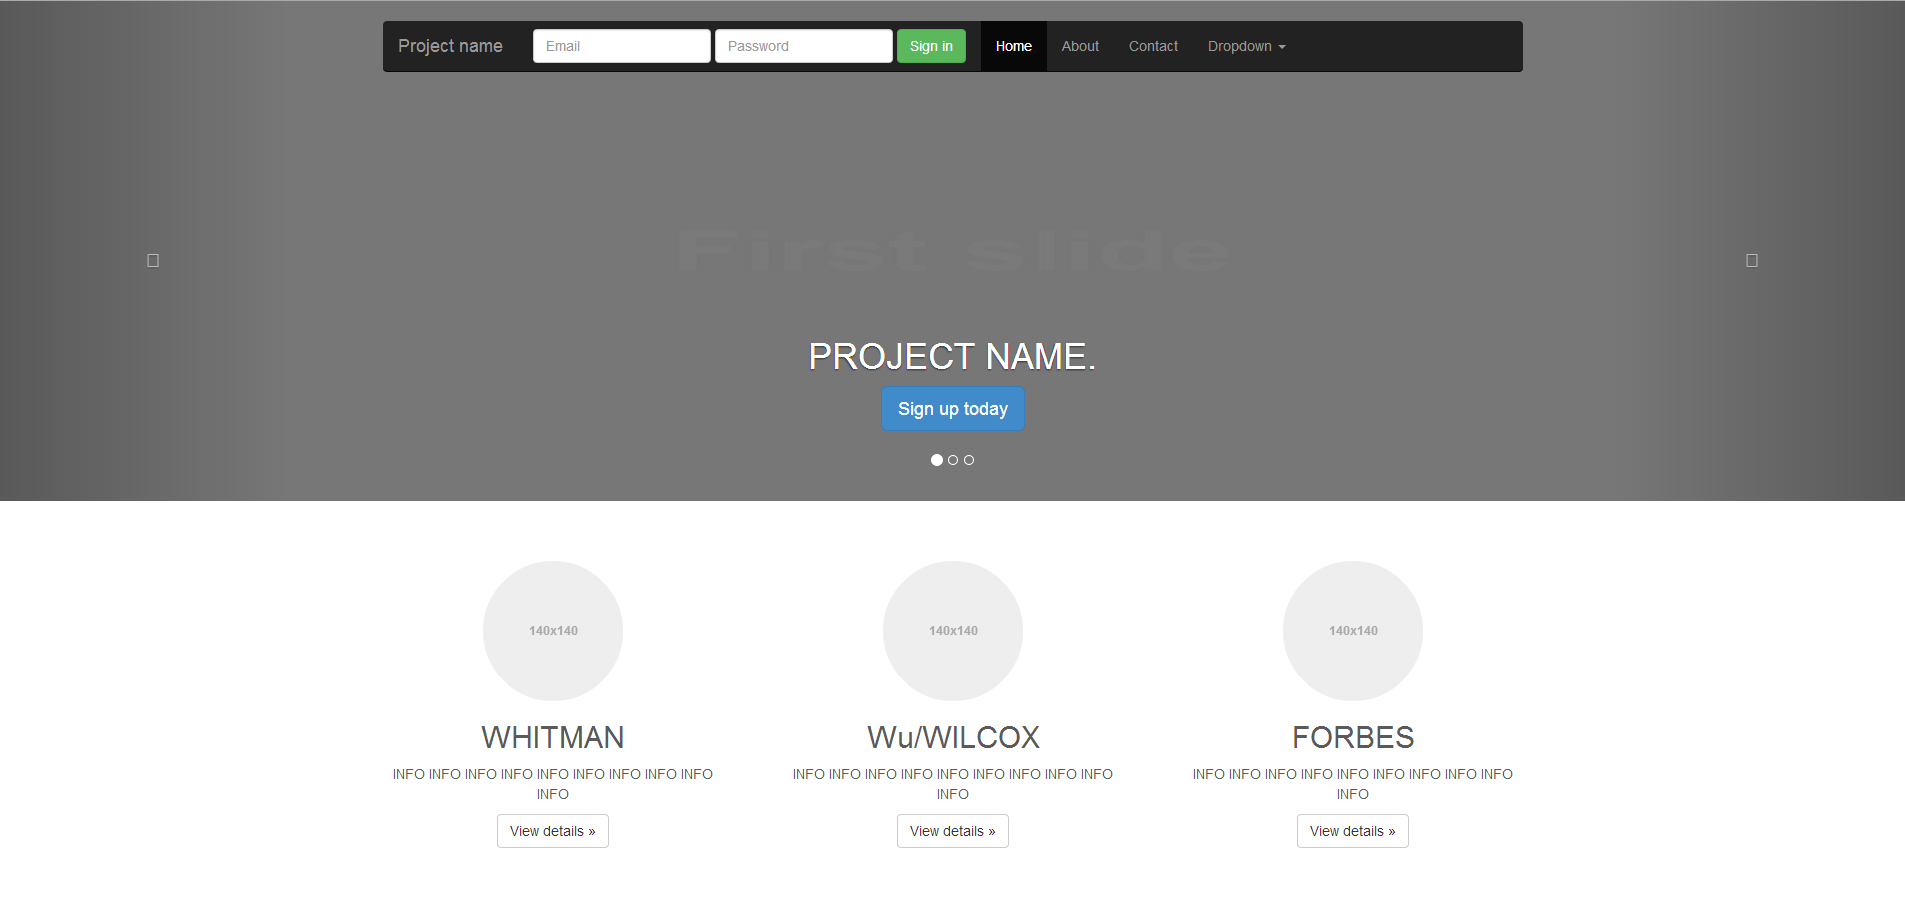 Project name Email Password Sign in Home About Contact Dropdown
First slide
PROJECT NAME.
Sign up today
140x140 140x140 140x140
WHITMAN Wu/WILCOX FORBES
INFO INFO INFO INFO INFO INFO INFO INFO INFO INFO INFO INFO INFO INFO INFO INFO INFO INFO INFO INFO INFO INFO INFO INFO INFO INFO INFO
INFO INFO INFO
View details » View details » View details »